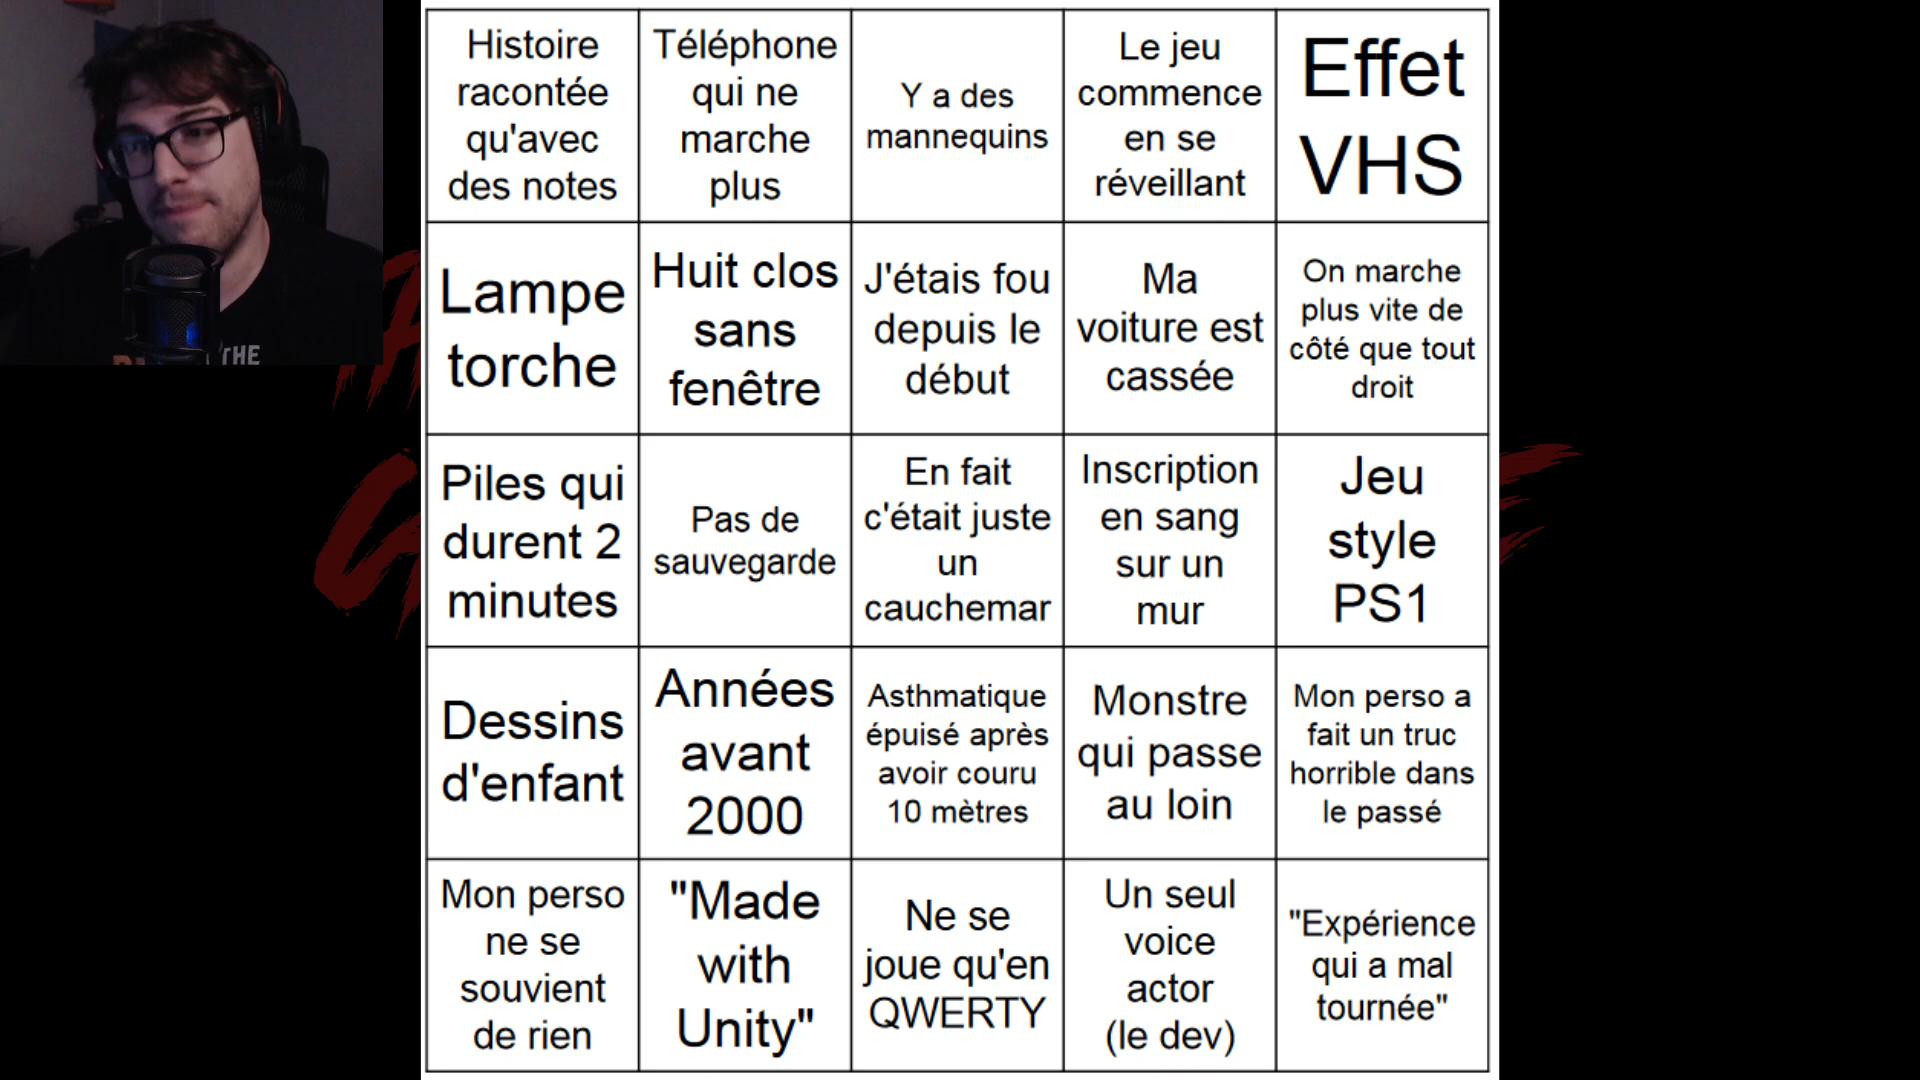 Histoire
racontée
qu'avec
des notes
Téléphone
qui ne
marche
plus
Y a des
mannequins
Le jeu
commence
en se
réveillant
Effet
VHS
Lampe
torche
Huit clos
sans
fenêtre
J'étais fou
depuis le
début
Ma
voiture est
cassée
On marche
plus vite de
côté que tout
droit
Piles qui
durent 2
minutes
Pas de
sauvegarde
En fait
c'était juste
un
cauchemar
Inscription
en sang
sur un
mur
Jeu
style
PS1
Dessins
d'enfant
Années
avant
2000
Asthmatique
épuisé après
avoir couru
10 mètres
Monstre
qui passe
au loin
Mon perso a
fait un truc
horrible dans
le passé
Mon perso
ne se
souvient
de rien
"Made
with
Unity"
Ne se
joue qu'en
QWERTY
Un seul
voice
actor
(le dev)
"Expérience
qui a mal
tournée"
THE